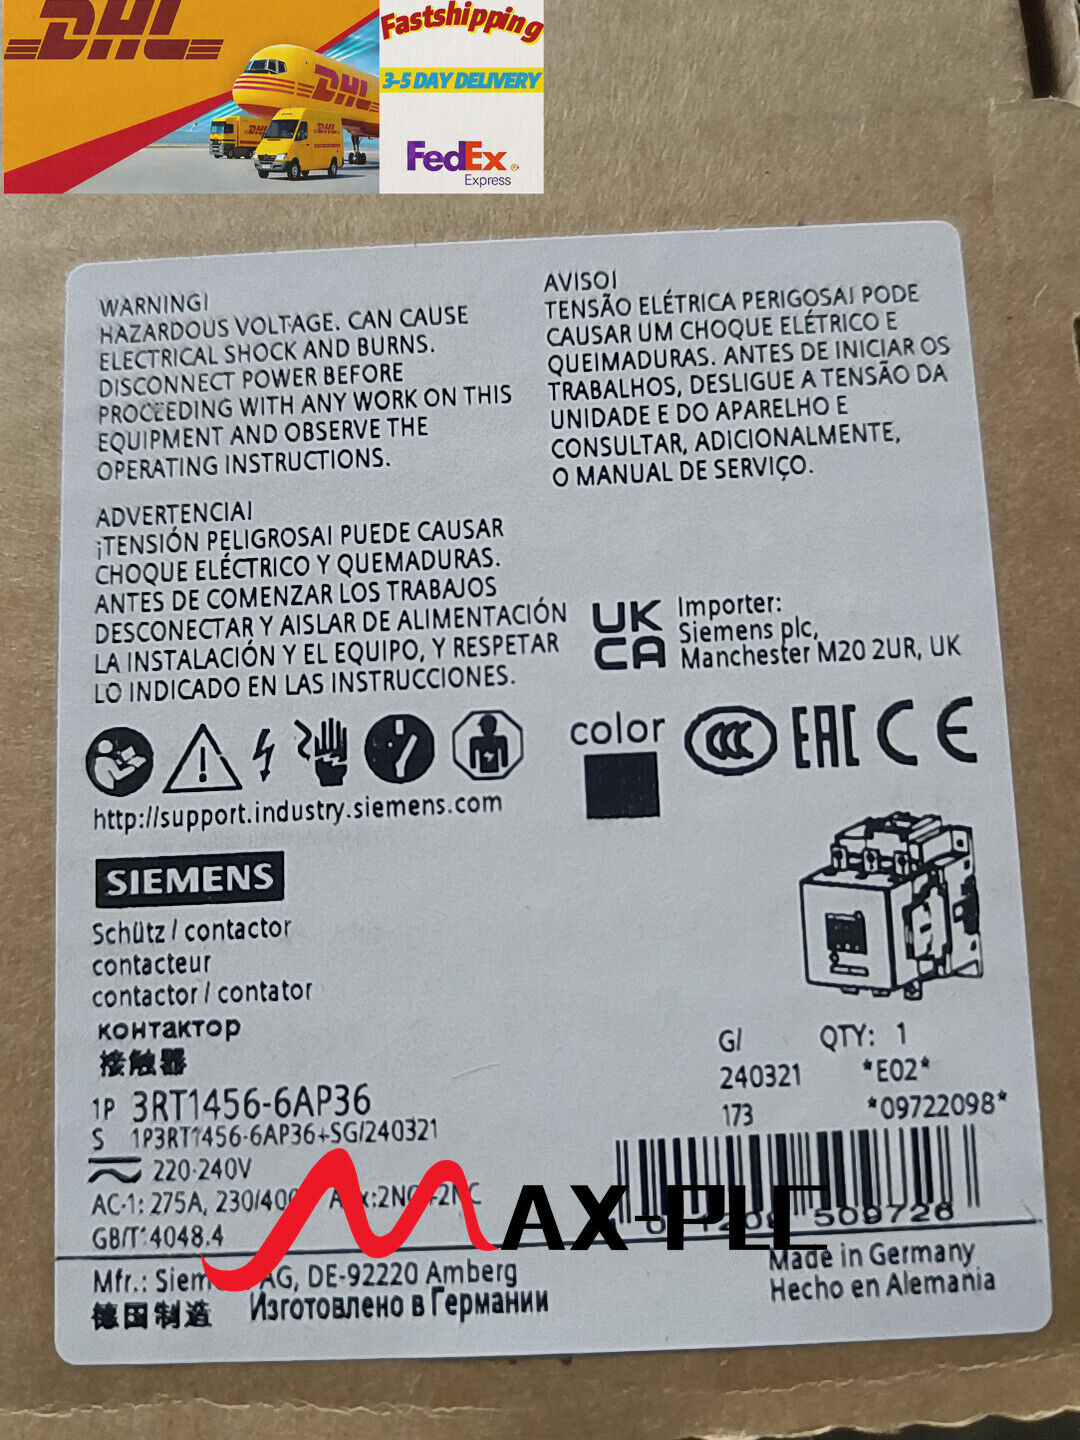 DHL
DHL
DHL
DHL
Fastshipping
3-5 DAY DELIVERY
FedEx®
Express
WARNING!
HAZARDOUS VOLTAGE. CAN CAUSE
ELECTRICAL SHOCK AND BURNS.
DISCONNECT POWER BEFORE
PROCEEDING WITH ANY WORK ON THIS
EQUIPMENT AND OBSERVE THE
OPERATING INSTRUCTIONS.
AVISO!
TENSÃO ELÉTRICA PERIGOSA! PODE
CAUSAR UM CHOQUE ELÉTRICO E
QUEIMADURAS. ANTES DE INICIAR OS
TRABALHOS, DESLIGUE A TENSÃO DA
UNIDADE E DO APARELHO E
CONSULTAR, ADICIONALMENTE,
O MANUAL DE SERVIÇO.
ADVERTENCIA!
¡TENSIÓN PELIGROSA! PUEDE CAUSAR
CHOQUE ELÉCTRICO Y QUEMADURAS.
ANTES DE COMENZAR LOS TRABAJOS
DESCONECTAR Y AISLAR DE ALIMENTACIÓN
LA INSTALACIÓN Y EL EQUIPO, Y RESPETAR
LO INDICADO EN LAS INSTRUCCIONES.
UK
CA
Importer:
Siemens plc,
Manchester M20 2UR, UK
color
CCC
EAC
CE
http://support.industry.siemens.com
SIEMENS
Schütz / contactor
contacteur
contactor / contator
контактор
接触器
1P 3RT1456-6AP36
S 1P3RT1456-6AP36+SG/240321
220-240V
AC-1: 275A, 230/400
GB/T14048.4
G/ QTY: 1
240321 *E02*
173 *09722098*
509726
MAX-PLC
Mfr.: Siem AG, DE-92220 Amberg
德国制造
Изготовлено в Германии
Made in Germany
Hecho en Alemania